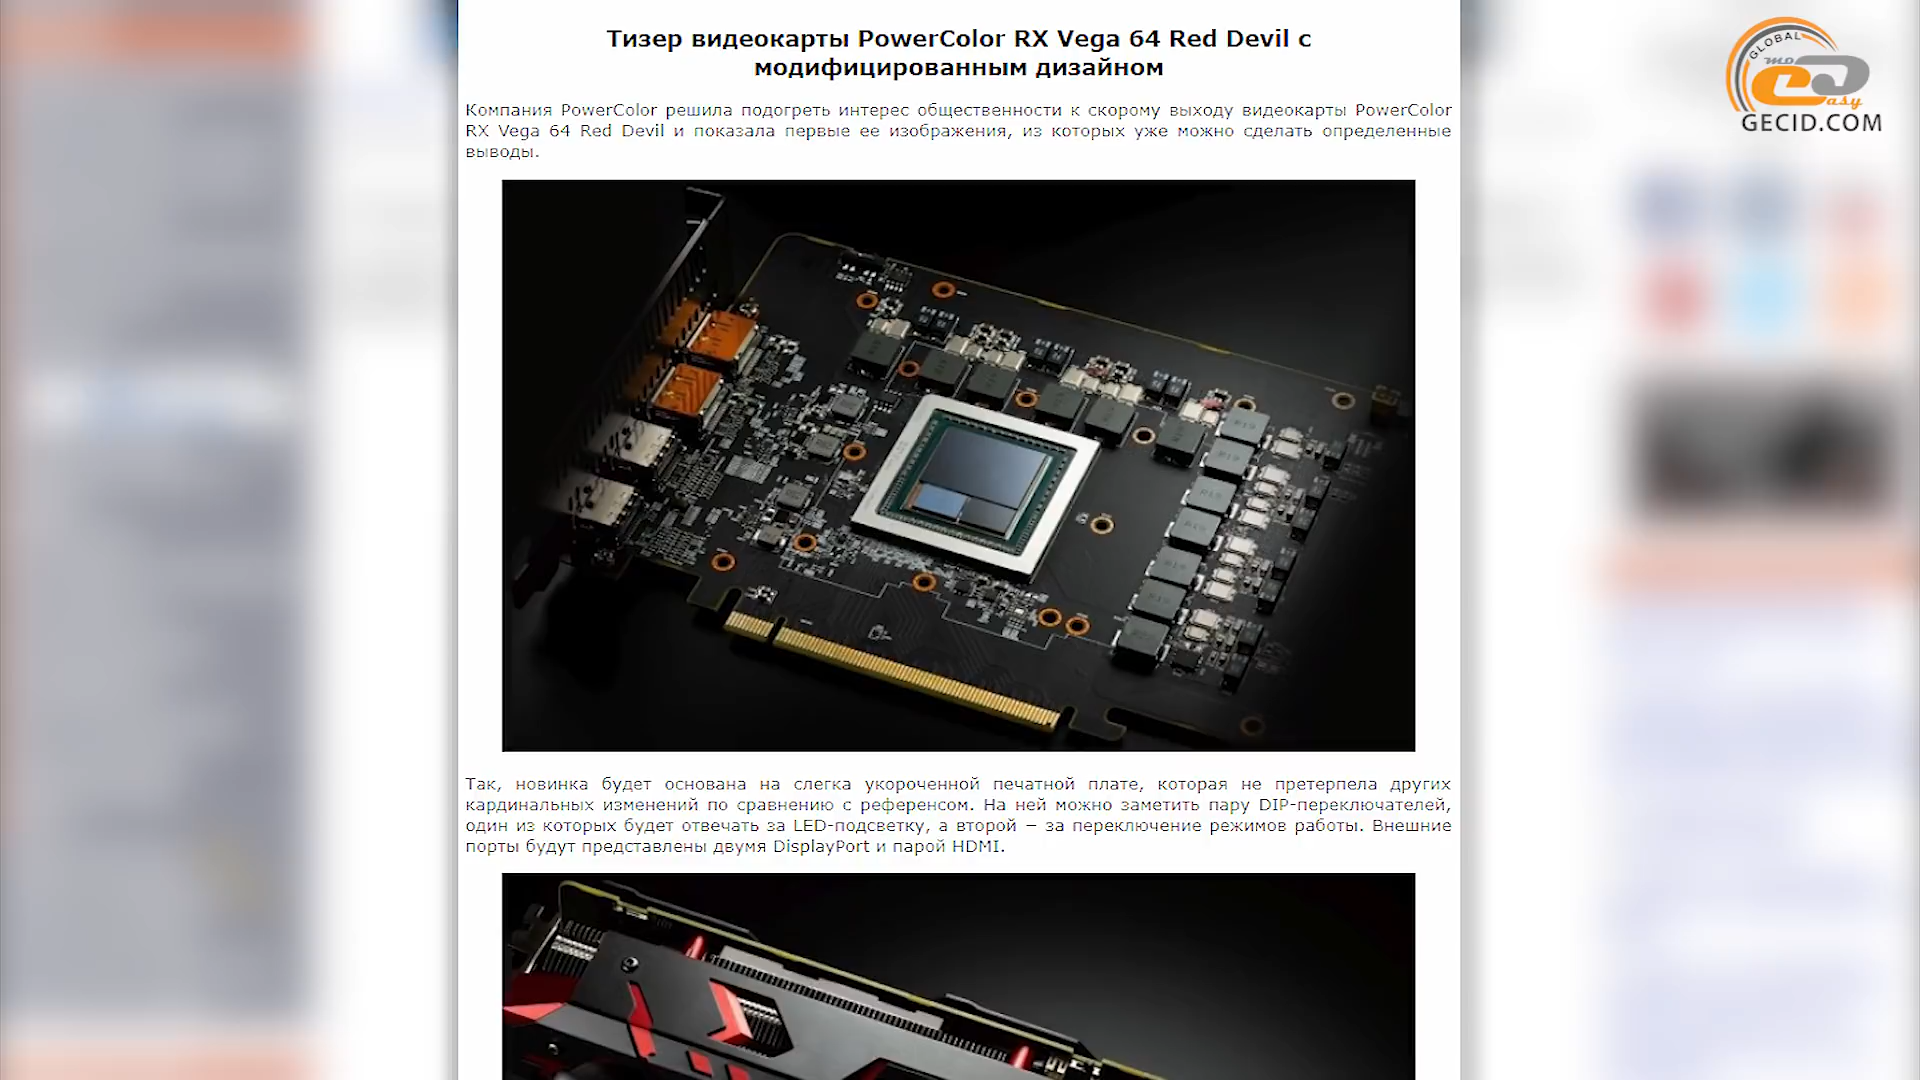 Тизер видеокарты PowerColor RX Vega 64 Red Devil с
модифицированным дизайном
Компания PowerColor решила подогреть интерес общественности к скорому выходу видеокарты PowerColor
RX Vega 64 Red Devil и показала первые ее изображения, из которых уже можно сделать определенные
выводы.
Так, новинка будет основана на слегка укороченной печатной плате, которая не претерпела других
кардинальных изменений по сравнению с референсом. На ней можно заметить пару DIP-переключателей,
один из которых будет отвечать за LED-подсветку, а второй – за переключение режимов работы. Внешние
порты будут представлены двумя DisplayPort и парой HDMI.
GLOBAL
easy
GECID.COM